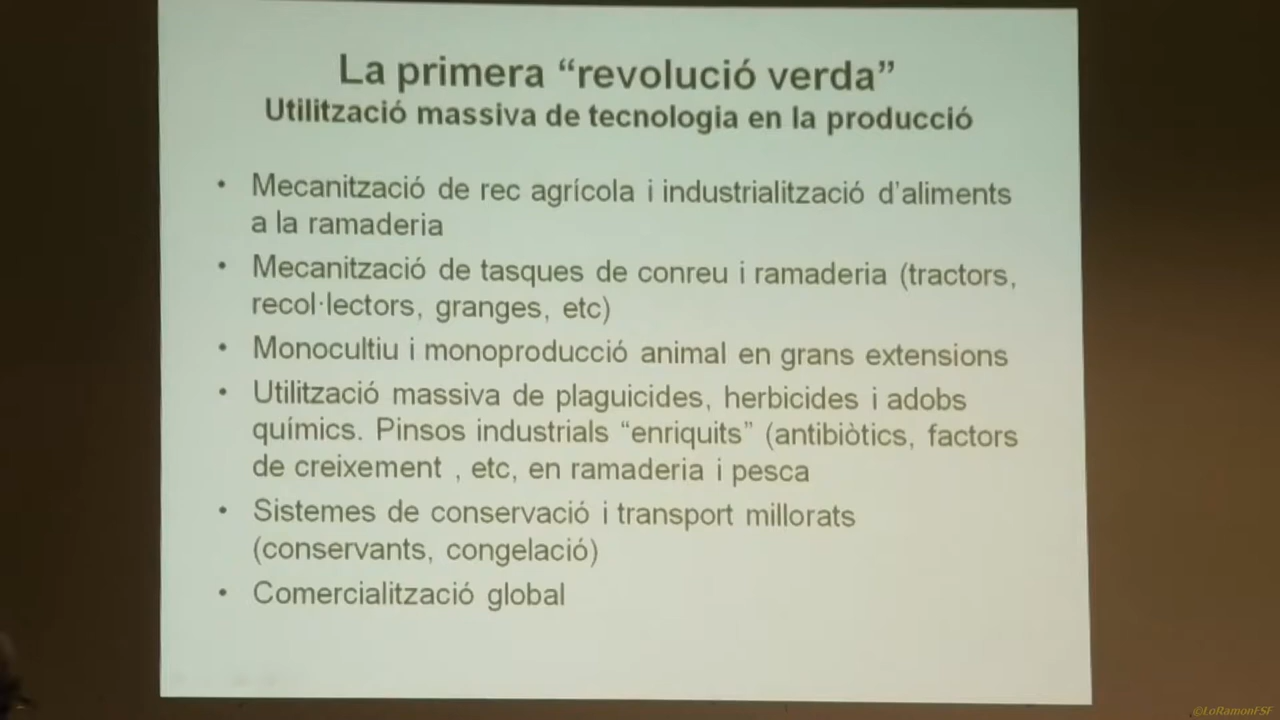 La primera “revolució verda”
Utilització massiva de tecnologia en la producció
• Mecanització de rec agrícola i industrialització d’aliments
a la ramaderia
• Mecanització de tasques de conreu i ramaderia (tractors,
recol·lectors, granges, etc)
• Monocultiu i monoproducció animal en grans extensions
• Utilització massiva de plaguicides, herbicides i adobs
químics. Pinsos industrials “enriquits” (antibiòtics, factors
de creixement , etc, en ramaderia i pesca
• Sistemes de conservació i transport millorats
(conservants, congelació)
• Comercialització global
©LoRamonFSF